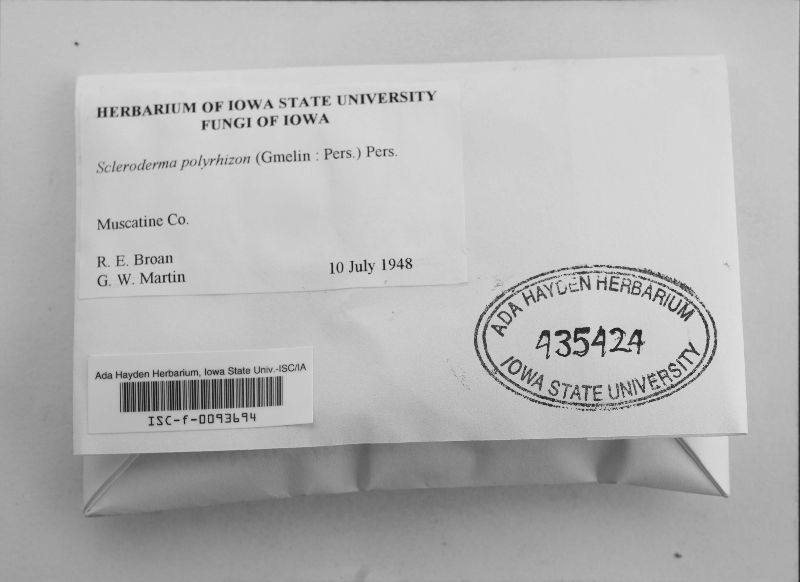 HERBARIUM OF IOWA STATE UNIVERSITY
FUNGI OF IOWA
Scleroderma polyrhizon (Gmelin : Pers.) Pers.
Muscatine Co.
R. E. Broan
G. W. Martin
10 July 1948
ADA HAYDEN HERBARIUM
435424
IOWA STATE UNIVERSITY
Ada Hayden Herbarium, Iowa State Univ.-ISC/IA
ISC-f-0093694